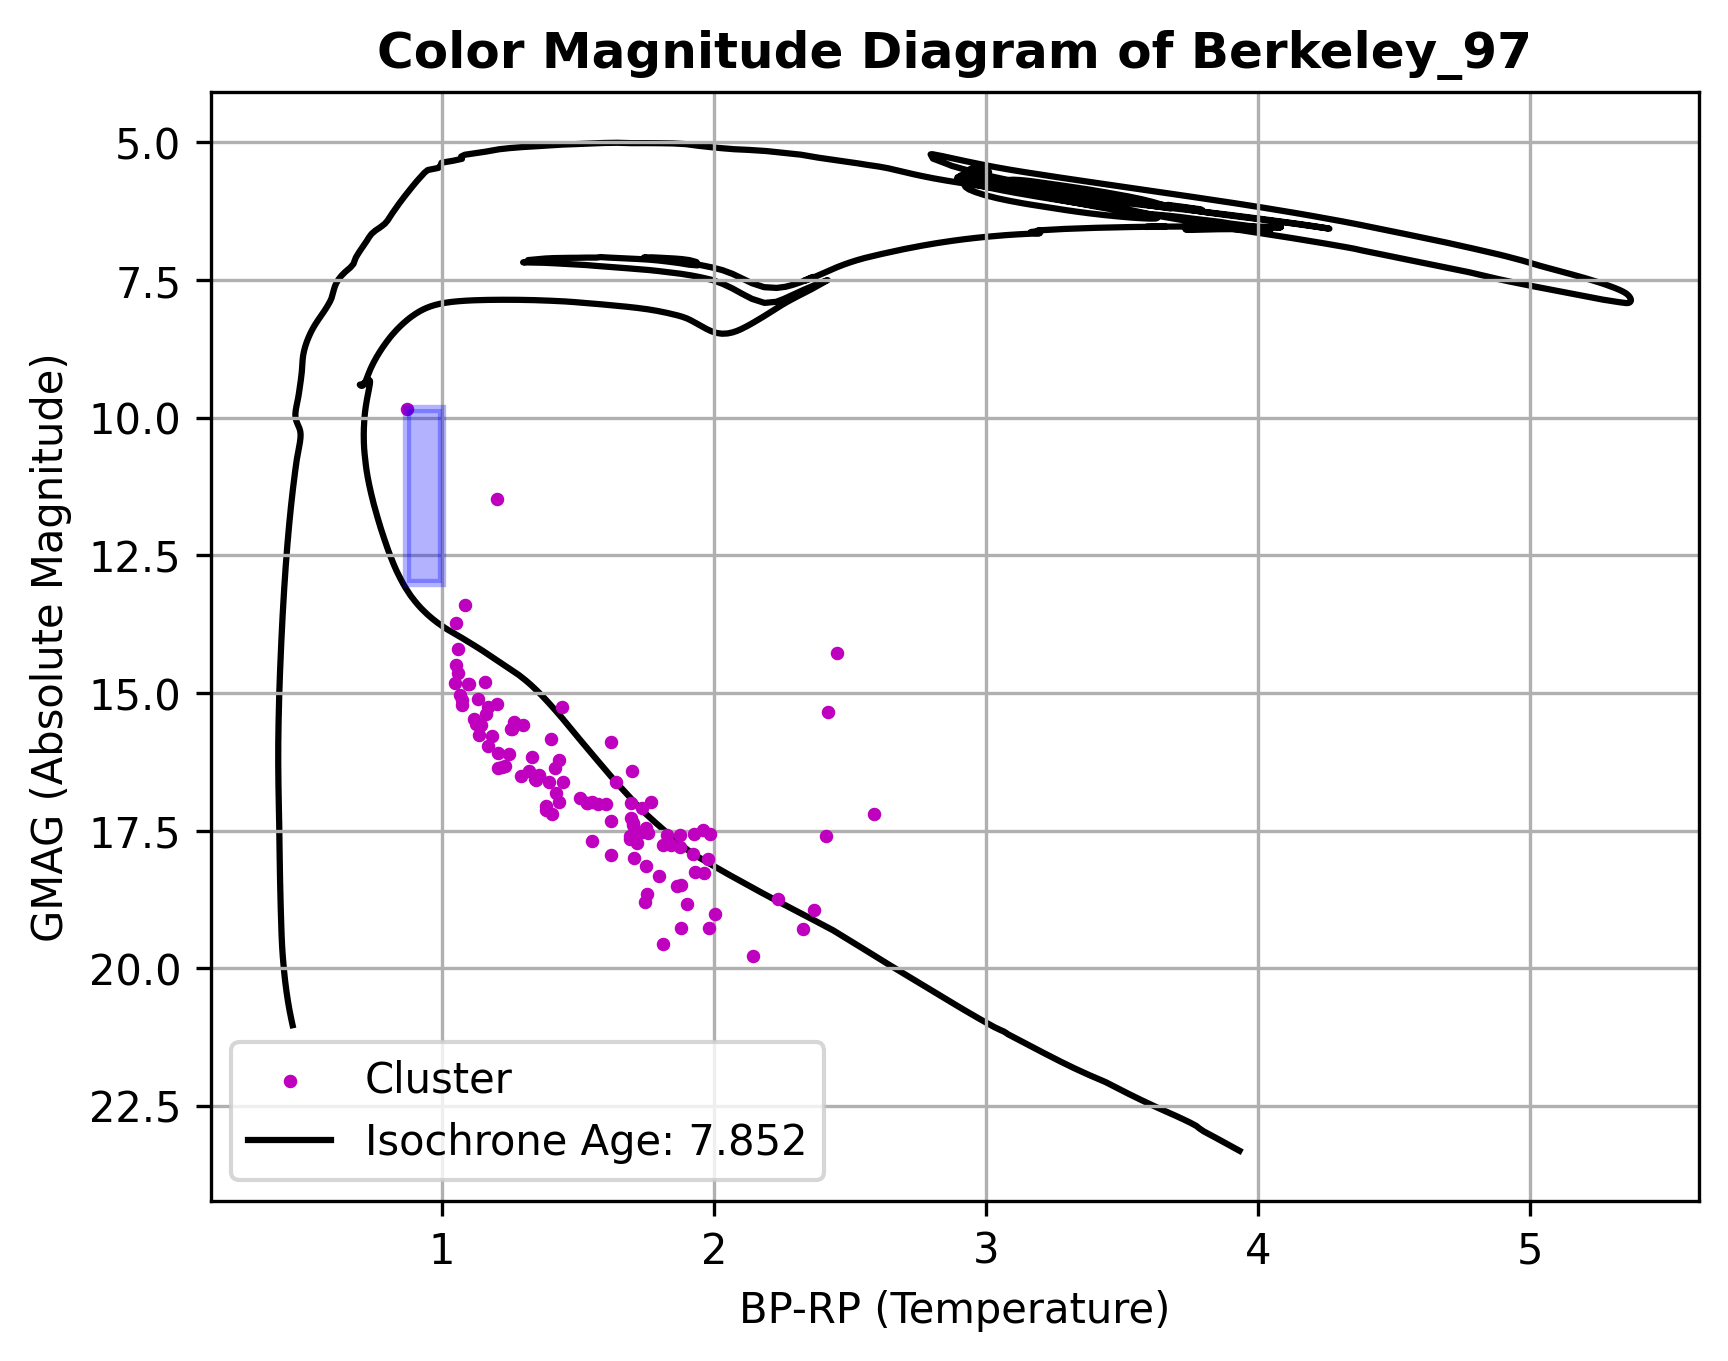 Color Magnitude Diagram of Berkeley_97
GMAG (Absolute Magnitude)
5.0
7.5
10.0
12.5
15.0
17.5
20.0
22.5
Cluster
Isochrone Age: 7.852
1 2 3 4 5
BP-RP (Temperature)